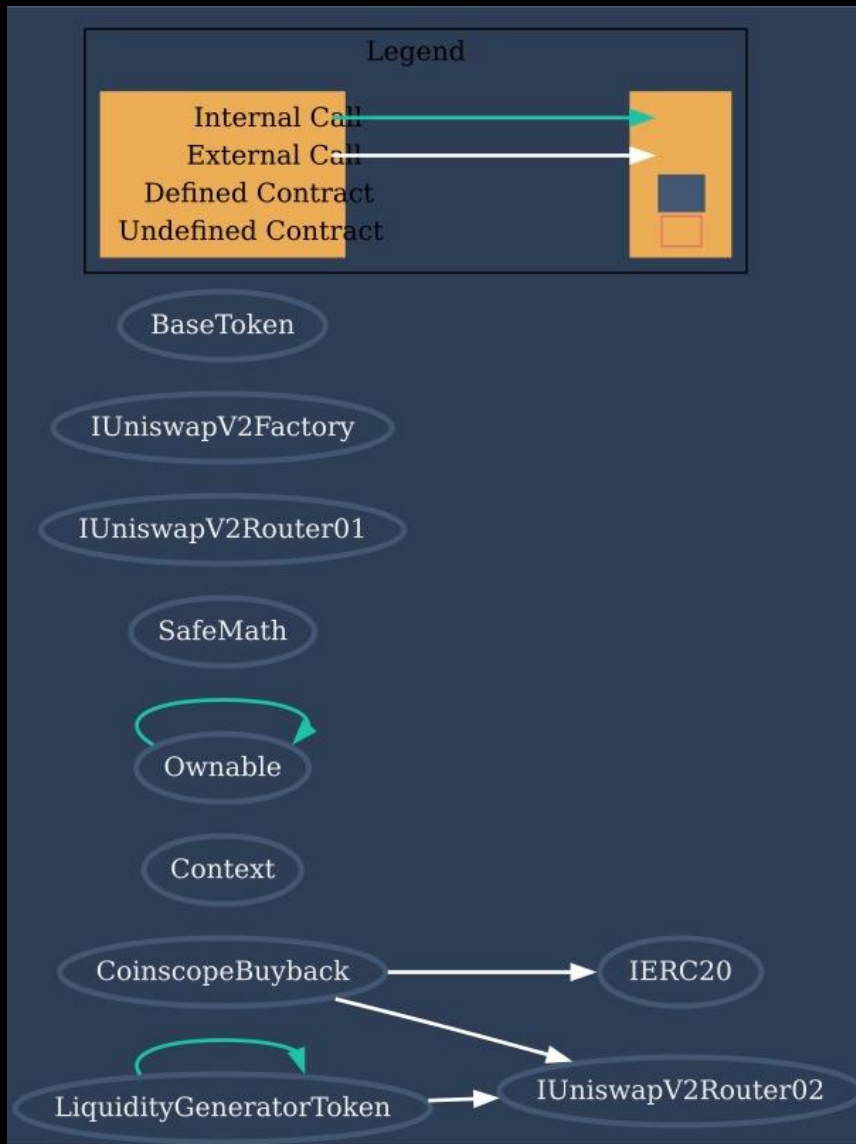 Legend
Internal Call
External Call
Defined Contract
Undefined Contract
BaseToken
IUniswapV2Factory
IUniswapV2Router01
SafeMath
Ownable
Context
CoinscopeBuyback
IERC20
LiquidityGeneratorToken
IUniswapV2Router02